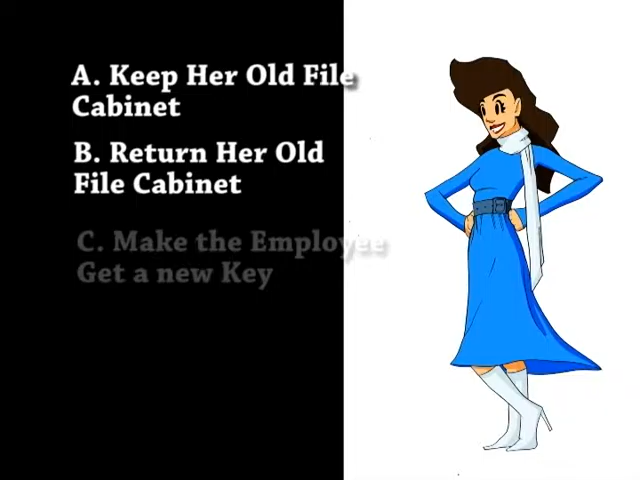 A. Keep Her Old File
Cabinet
B. Return Her Old
File Cabinet
C. Make the Employee
Get a new Key